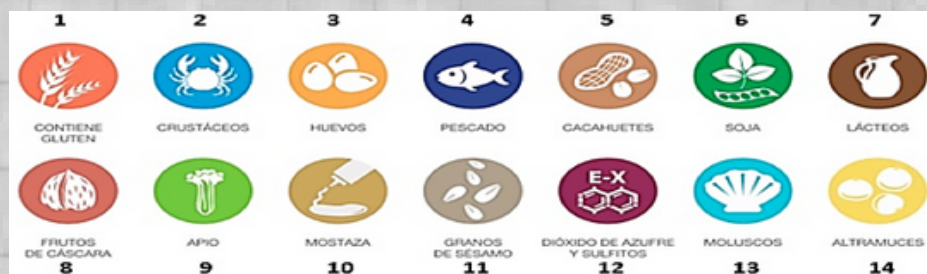 1 2 3 4 5 6 7
CONTIENE GLUTEN
CRUSTÁCEOS
HUEVOS
PESCADO
CACAHUETES
SOJA
LÁCTEOS
E-X
FRUTOS DE CÁSCARA
APIO
MOSTAZA
GRANOS DE SÉSAMO
DIÓXIDO DE AZUFRE Y SULFITOS
MOLUSCOS
ALTRAMUCES
8 9 10 11 12 13 14